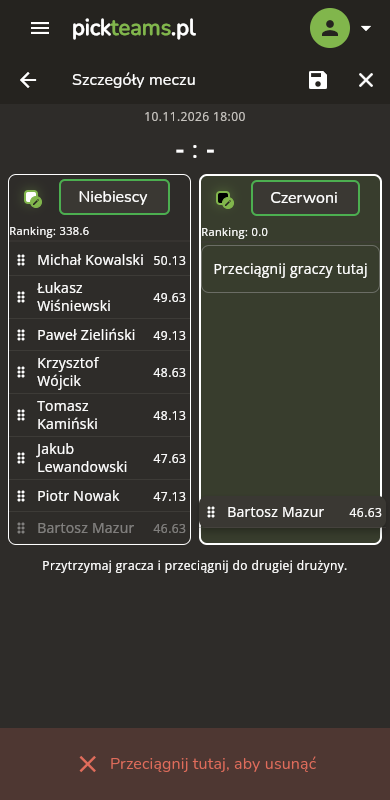 pickteams.pl
Szczegóły meczu
10.11.2026 18:00
- : -
Niebiescy
Ranking: 338.6
Michał Kowalski 50.13
Łukasz
Wiśniewski 49.63
Paweł Zieliński 49.13
Krzysztof
Wójcik 48.63
Tomasz
Kamiński 48.13
Jakub
Lewandowski 47.63
Piotr Nowak 47.13
Bartosz Mazur 46.63
Czerwoni
Ranking: 0.0
Przeciągnij graczy tutaj
Bartosz Mazur 46.63
Przytrzymaj gracza i przeciągnij do drugiej drużyny.
Przeciągnij tutaj, aby usunąć